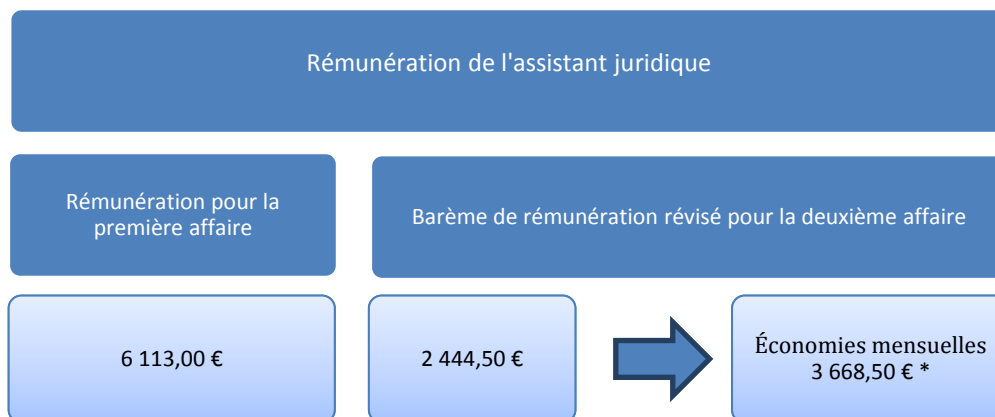 Rémunération de l'assistant juridique
Rémunération pour la
première affaire
Barème de rémunération révisé pour la deuxième affaire
6 113,00 €
2 444,50 €
Économies mensuelles
3 668,50 € *